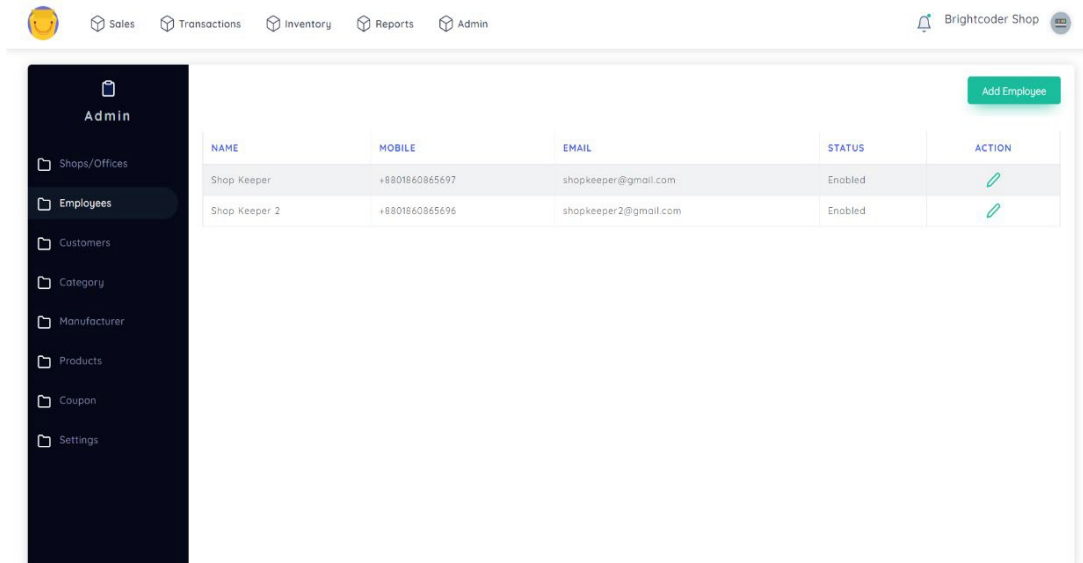 Sales Transactions Inventory Reports Admin Brightcoder Shop
Admin
Shops/Offices
Employees
Customers
Category
Manufacturer
Products
Coupon
Settings
Add Employee
NAME MOBILE EMAIL STATUS ACTION
Shop Keeper +8801860865697 shopkeeper@gmail.com Enabled
Shop Keeper 2 +8801860865696 shopkeeper2@gmail.com Enabled